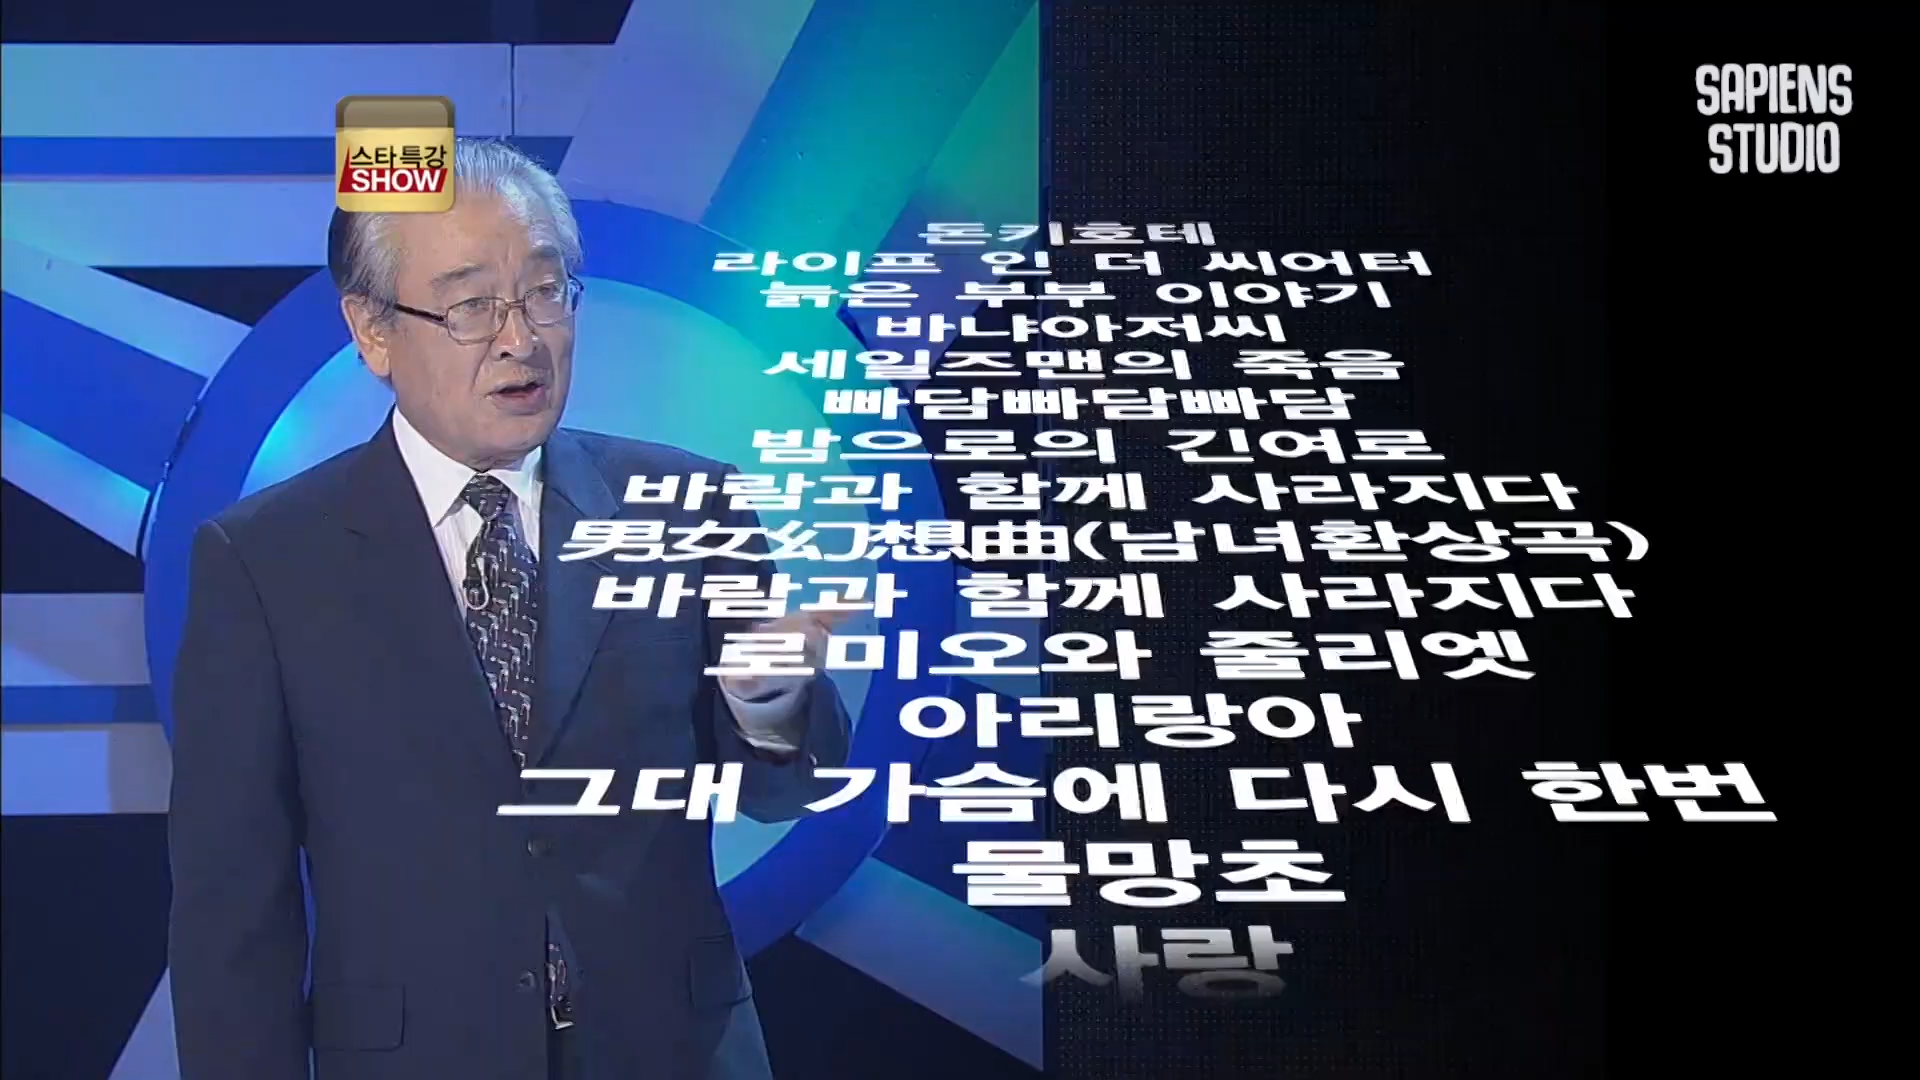 스타특강
SHOW
SAPIENS
STUDIO
돈키호테
라이프 인 더 씨어터
늙은 부부 이야기
바냐아저씨
세일즈맨의 죽음
빠담빠담빠담
밤으로의 긴여로
바람과 함께 사라지다
男女幻想曲(남녀환상곡)
바람과 함께 사라지다
로미오와 줄리엣
아리랑아
그대 가슴에 다시 한번
물망초
사랑